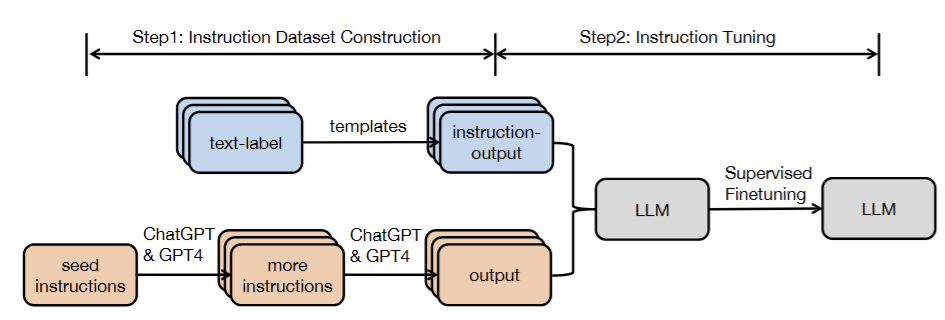 Step1: Instruction Dataset Construction
Step2: Instruction Tuning
text-label
templates
instruction-
output
Supervised
Finetuning
LLM
LLM
ChatGPT
& GPT4
ChatGPT
& GPT4
seed
instructions
more
instructions
output